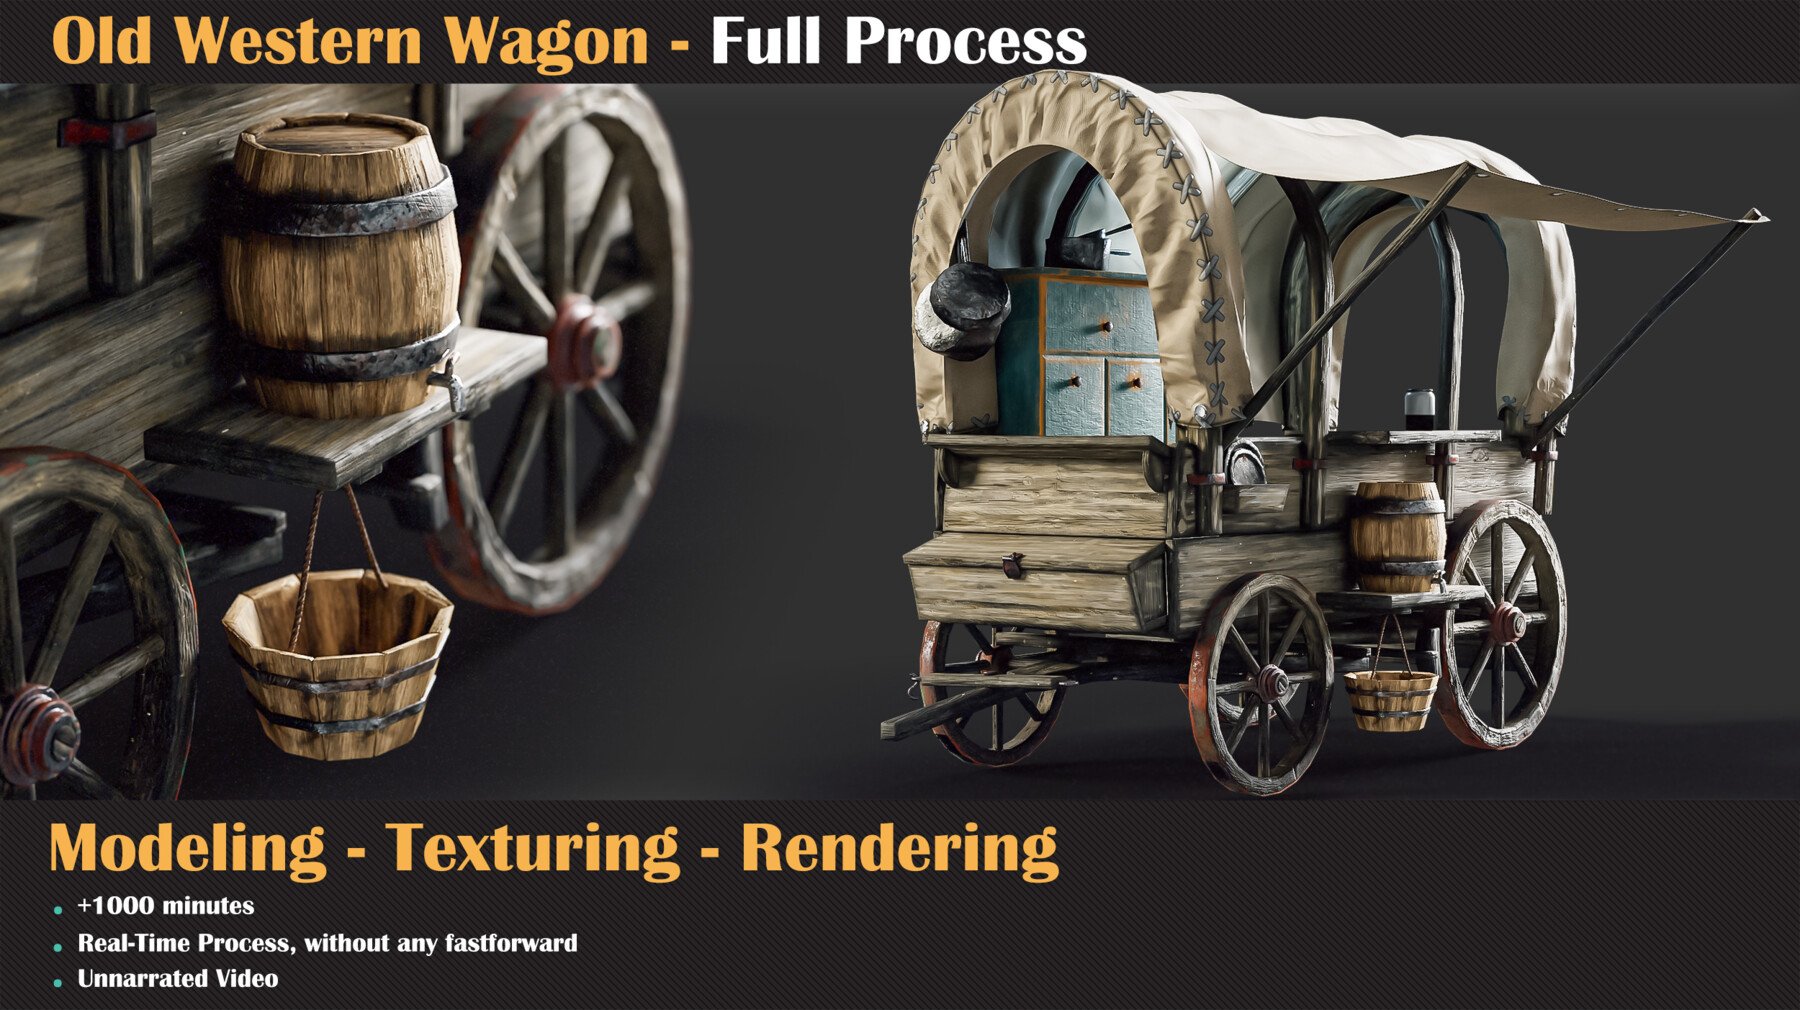 Old Western Wagon - Full Process
Modeling - Texturing - Rendering
+1000 minutes
Real-Time Process, without any fastforward
Unnarrated Video